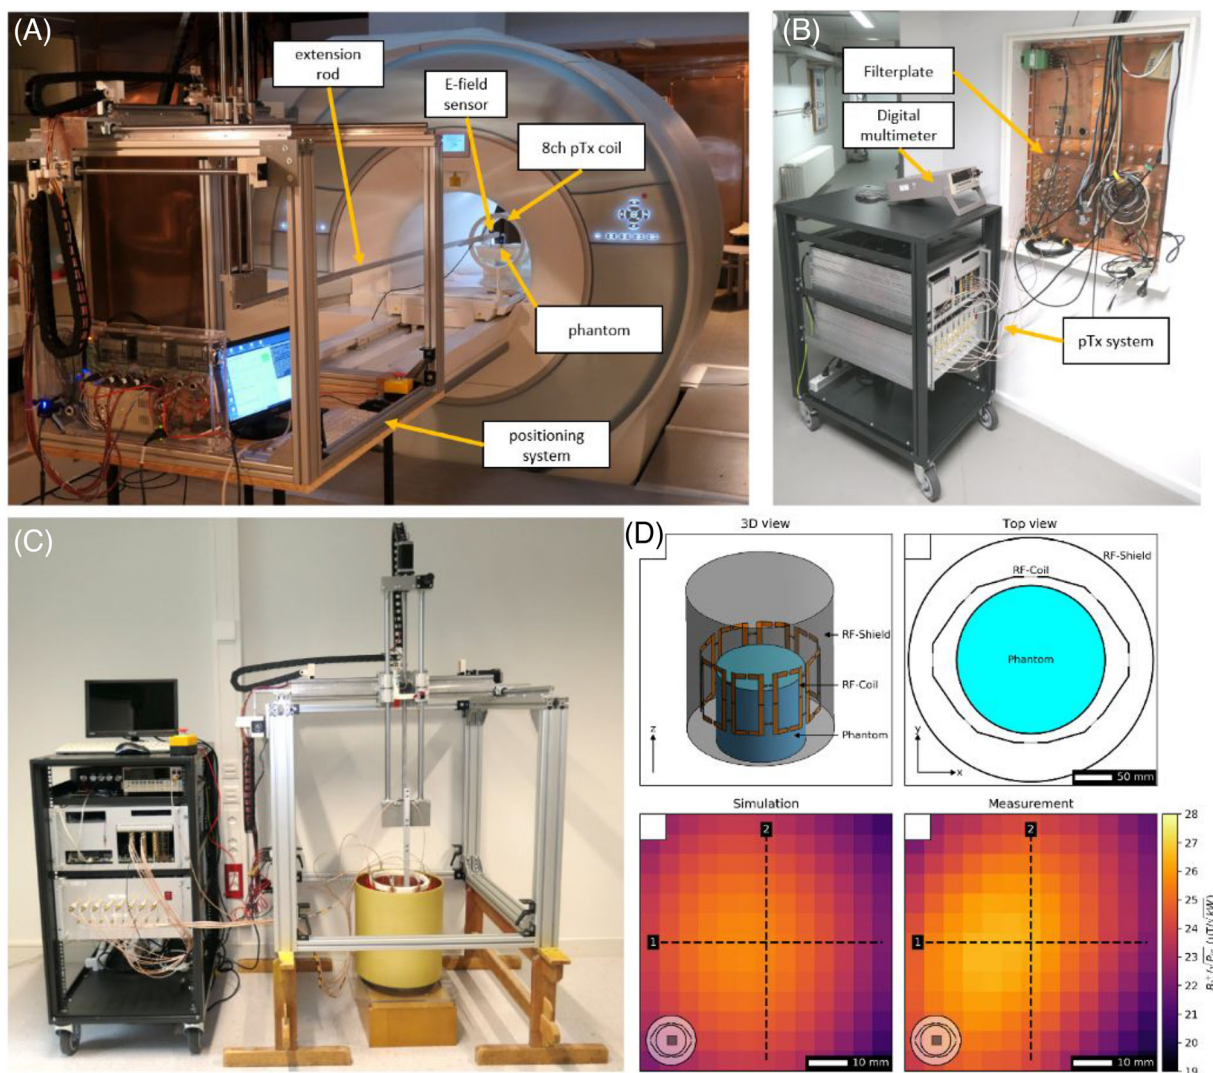 (A)
extension
rod
E-field
sensor
8ch pTx coil
phantom
positioning
system
(B)
Filterplate
Digital
multimeter
pTx system
(C)
(D)
3D view
RF-Shield
RF-Coil
Phantom
z
Top view
RF-Shield
RF-Coil
Phantom
y
x
50 mm
Simulation
2
1
10 mm
Measurement
2
1
10 mm
28
27
26
25
24
23
22
21
20
19